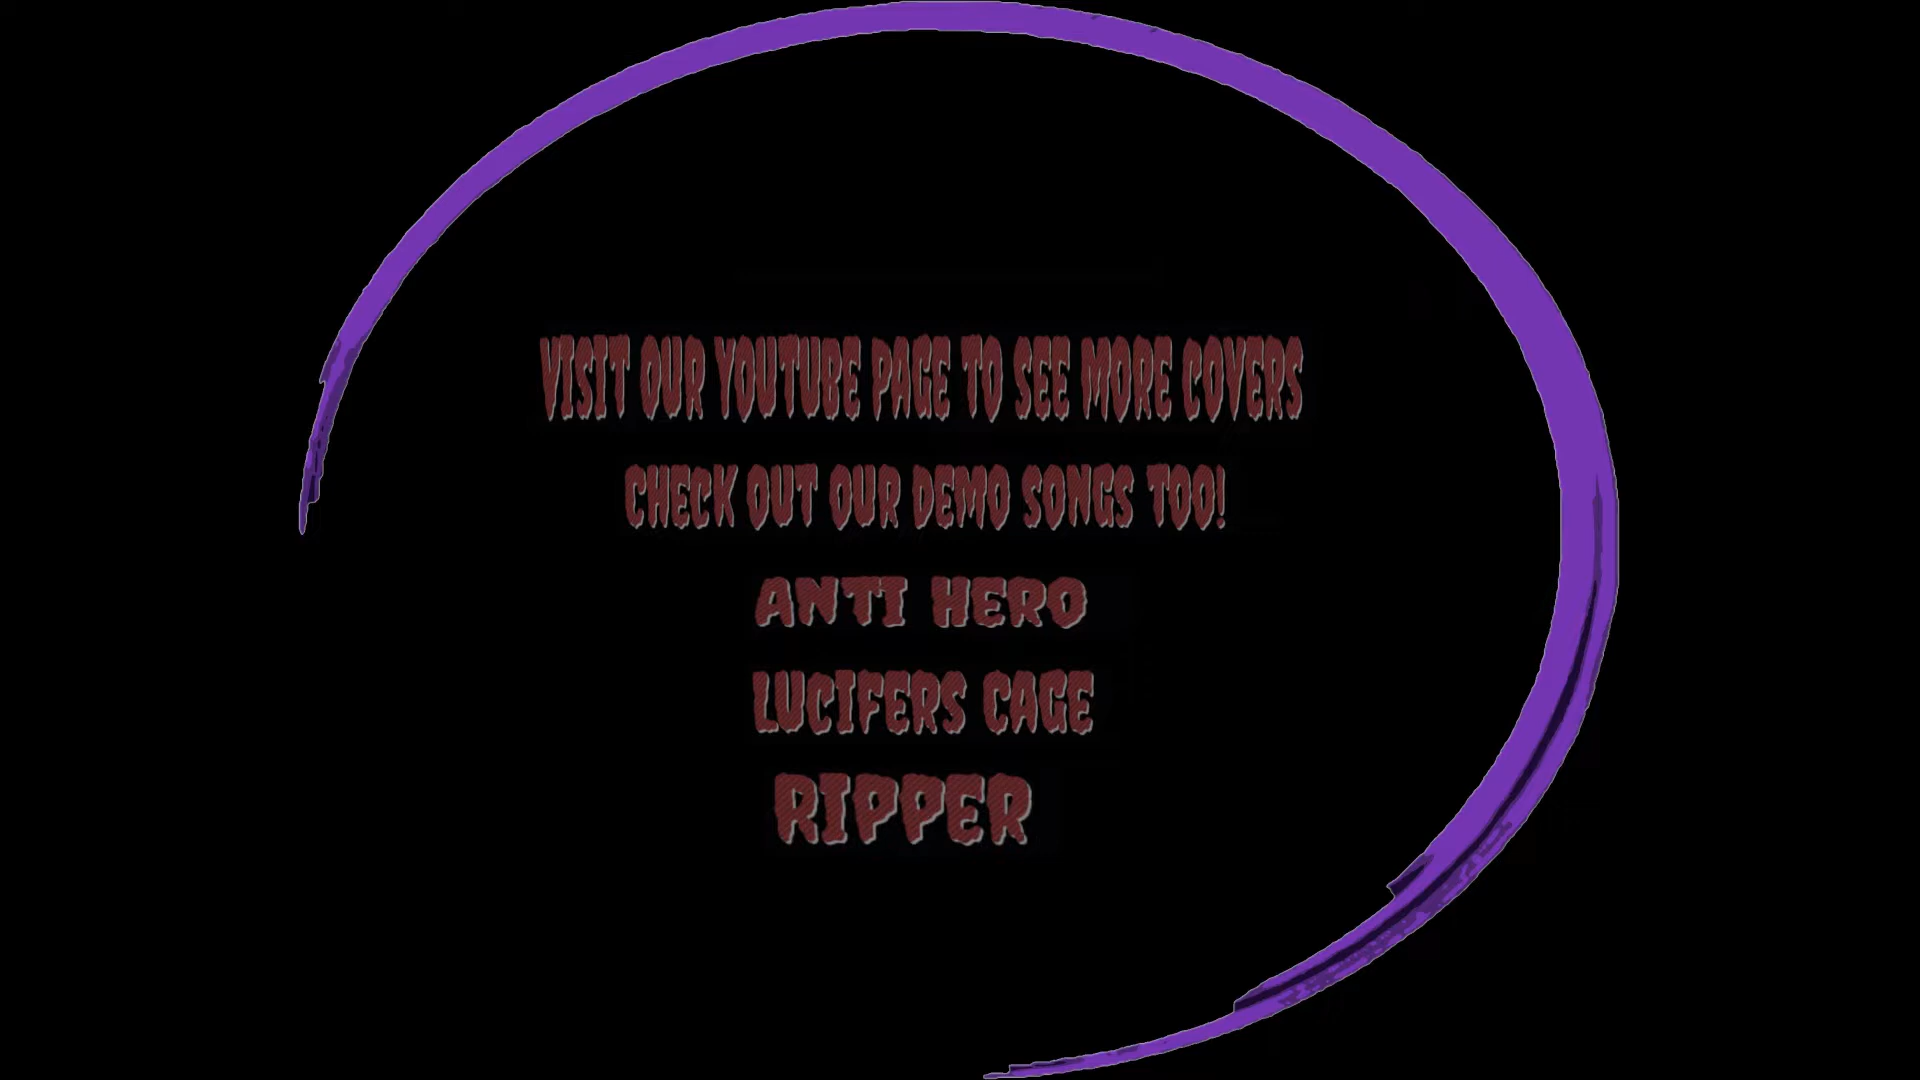 VISIT OUR YOUTUBE PAGE TO SEE MORE COVERS
CHECK OUT OUR DEMO SONGS TOO!
ANTI HERO
LUCIFERS CAGE
RIPPER